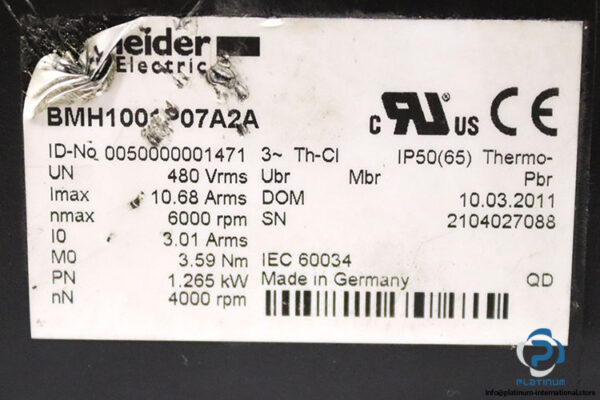 neider
Electric
BMH1001P07A2A
c RU US CE
ID-No 0050000001471 3~ Th-Cl IP50(65) Thermo-
UN 480 Vrms Ubr Mbr Pbr
Imax 10.68 Arms DOM 10.03.2011
nmax 6000 rpm SN 2104027088
I0 3.01 Arms
M0 3.59 Nm IEC 60034
PN 1.265 kW Made in Germany QD
nN 4000 rpm
PLATINUM
info@platinum-international.store